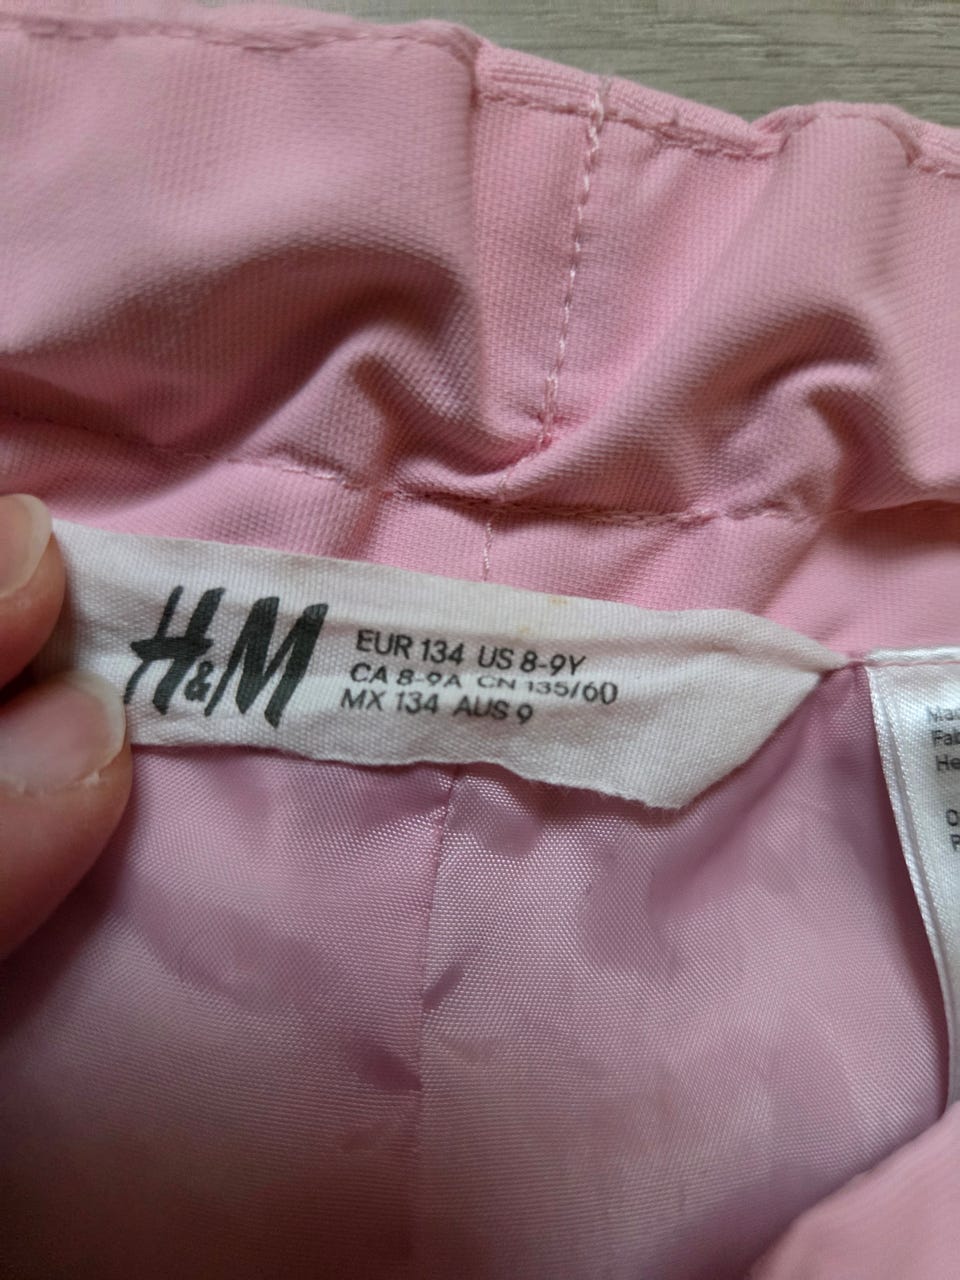 H&M
EUR 134 US 8-9Y
CA 8-9A CN 135/60
MX 134 AUS 9